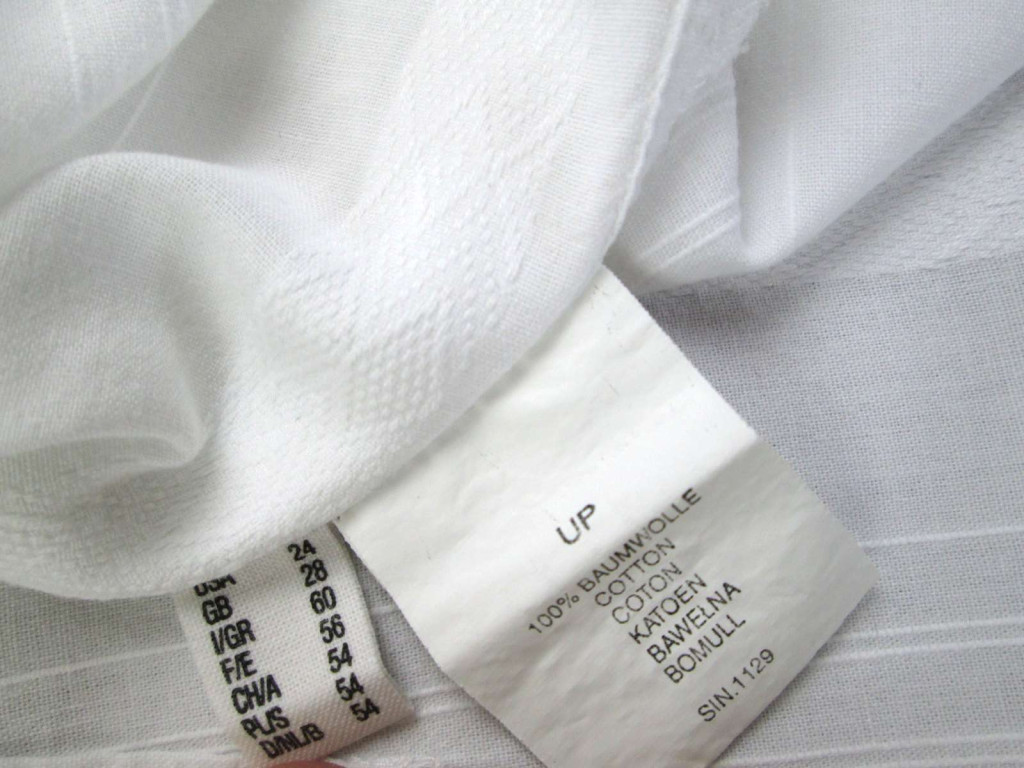 USA 24
GB 28
I/GR 60
F/E 56
CH/A 54
PL/S 54
D/NL/B 54
UP
100% BAUMWOLLE
COTTON
COTON
KATOEN
BAWEŁNA
BOMULL
SIN.1129